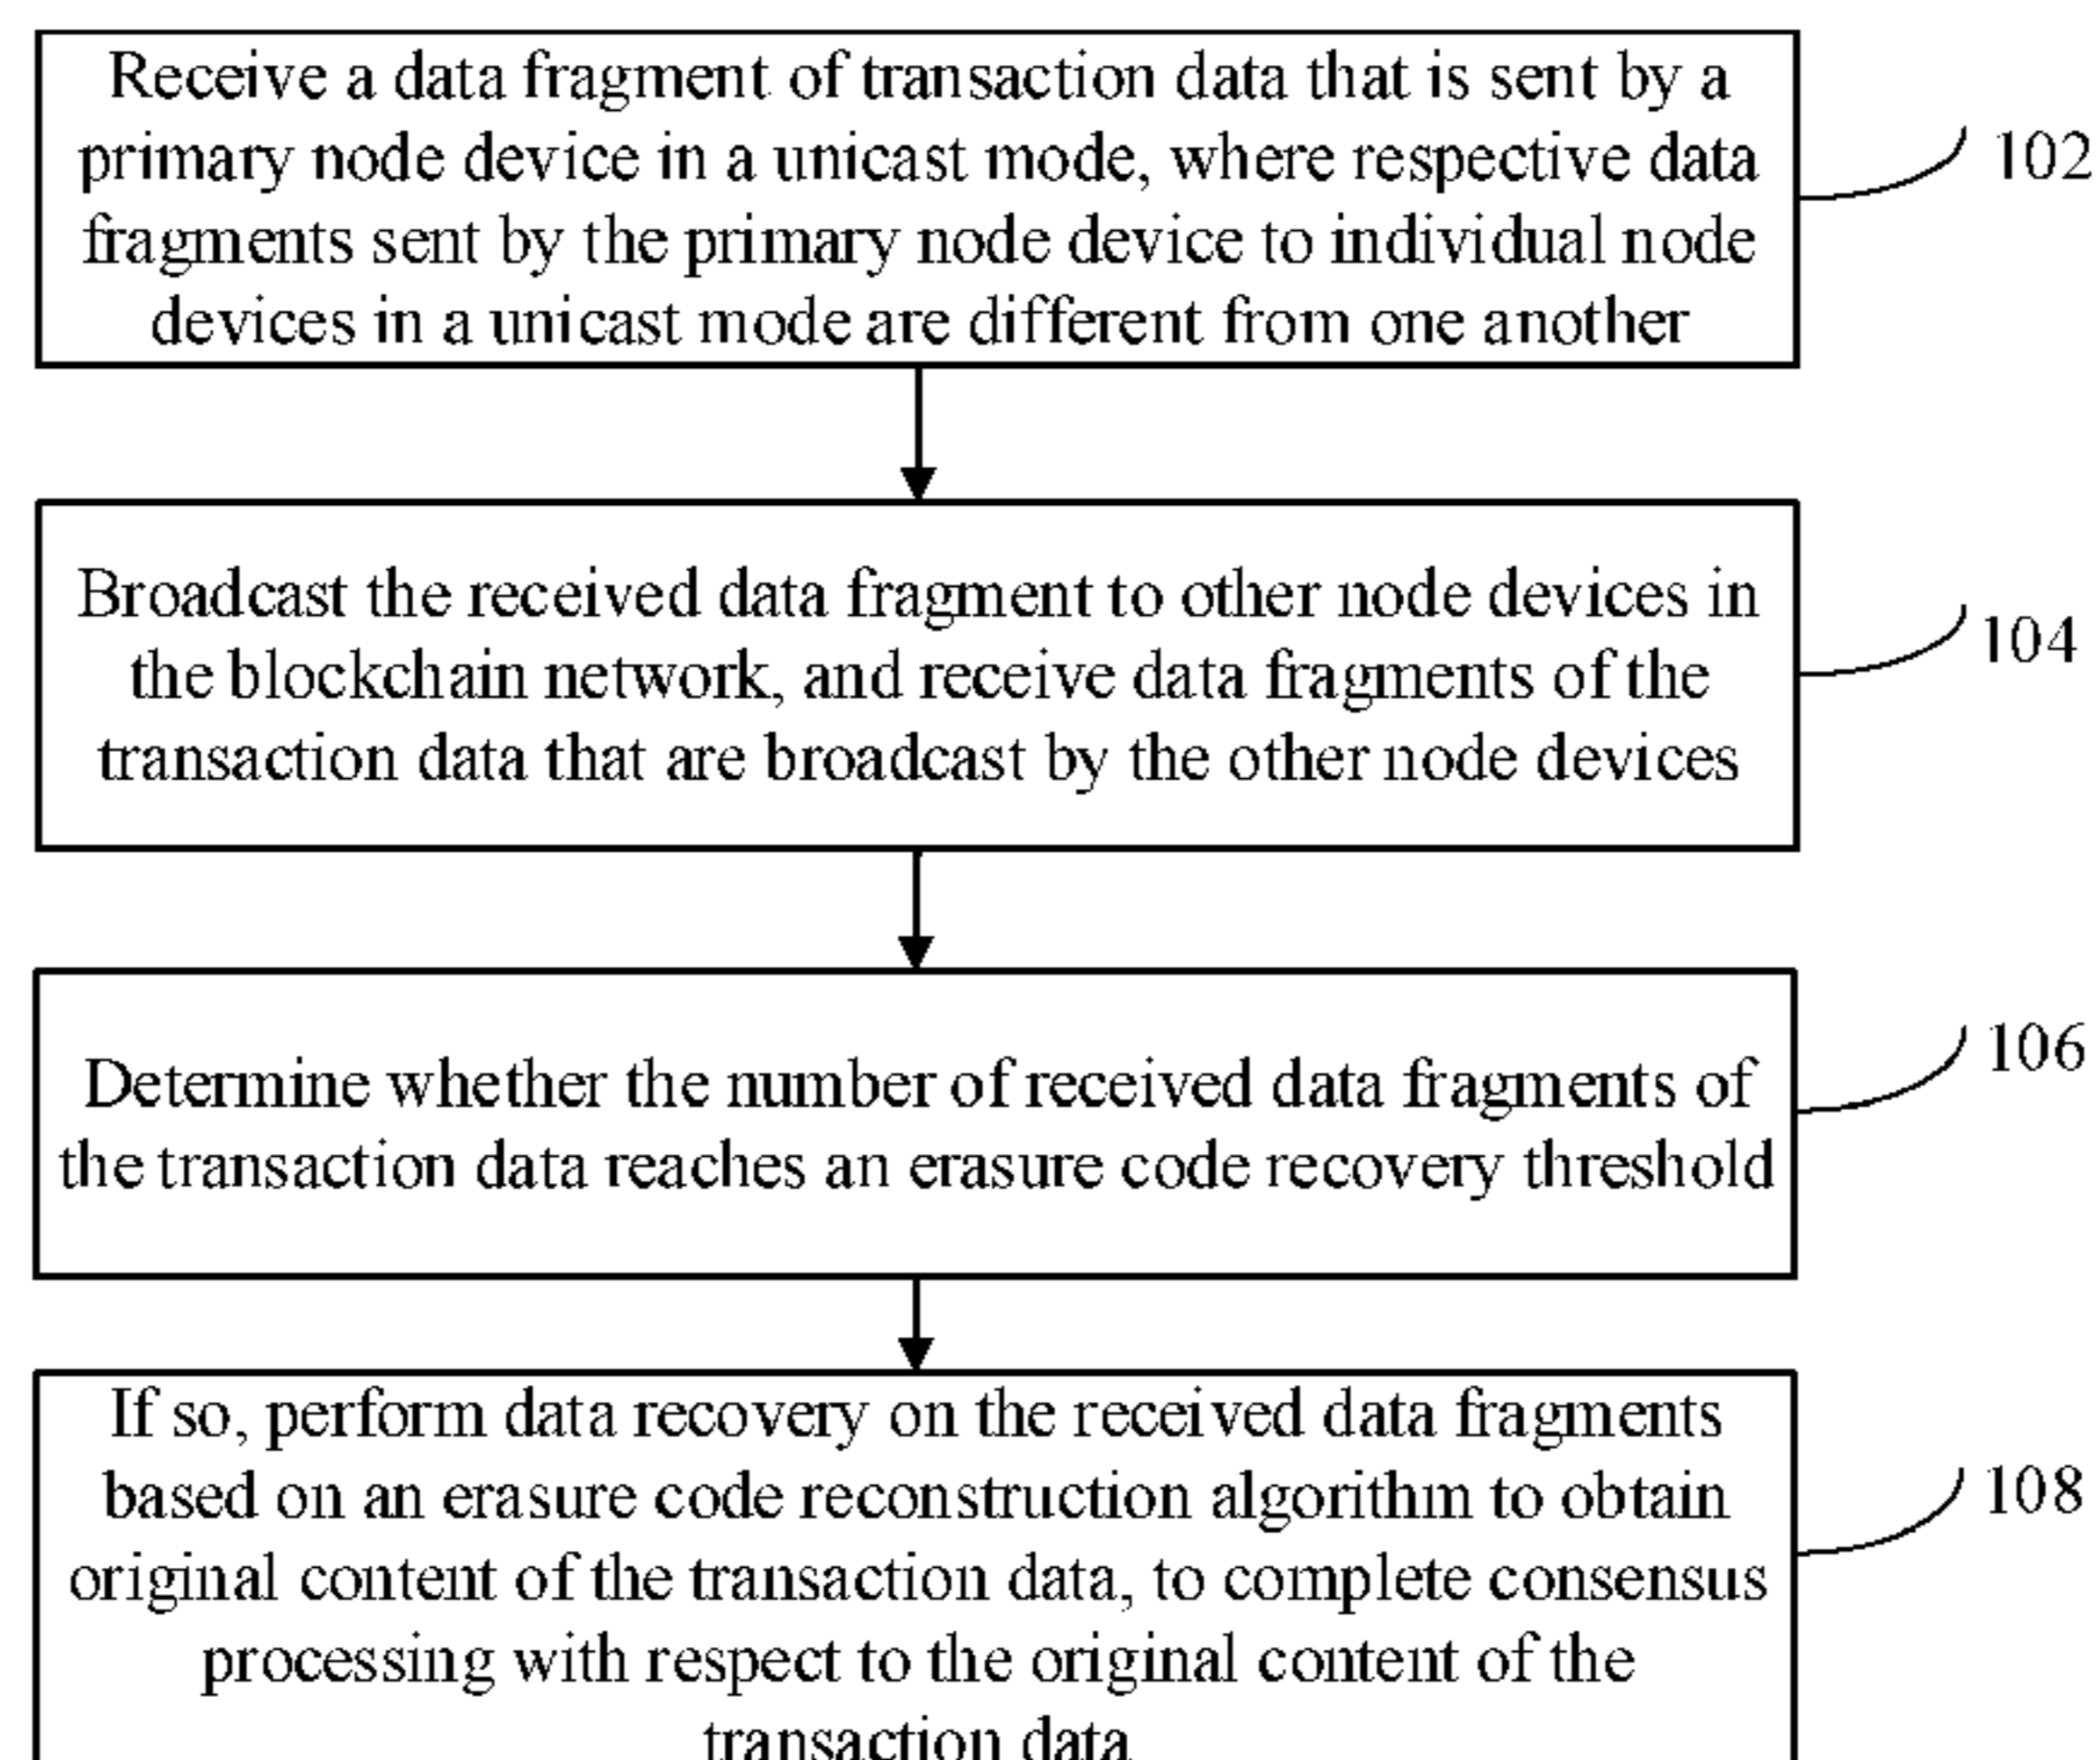 Receive a data fragment of transaction data that is sent by a
primary node device in a unicast mode, where respective data
fragments sent by the primary node device to individual node
devices in a unicast mode are different from one another
102
Broadcast the received data fragment to other node devices in
the blockchain network, and receive data fragments of the
transaction data that are broadcast by the other node devices
104
Determine whether the number of received data fragments of
the transaction data reaches an erasure code recovery threshold
106
If so, perform data recovery on the received data fragments
based on an erasure code reconstruction algorithm to obtain
original content of the transaction data, to complete consensus
processing with respect to the original content of the
transaction data
108